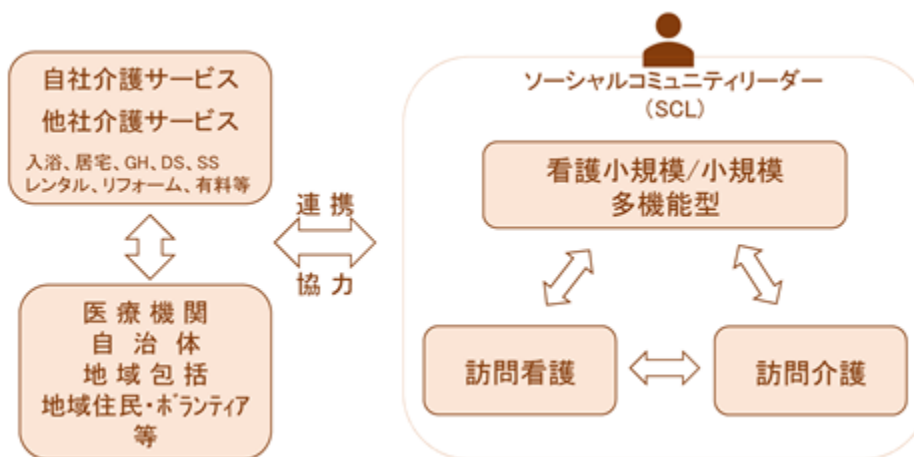 自社介護サービス
他社介護サービス
入浴、居宅、GH、DS、SS
レンタル、リフォーム、有料等
医療機関
自治体
地域包括
地域住民・ボランティア
等
連携
協力
ソーシャルコミュニティリーダー
(SCL)
看護小規模/小規模
多機能型
訪問看護
訪問介護